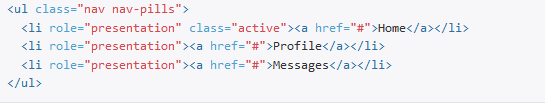 <ul class="nav nav-pills">
  <li role="presentation" class="active"><a href="#">Home</a></li>
  <li role="presentation"><a href="#">Profile</a></li>
  <li role="presentation"><a href="#">Messages</a></li>
</ul>